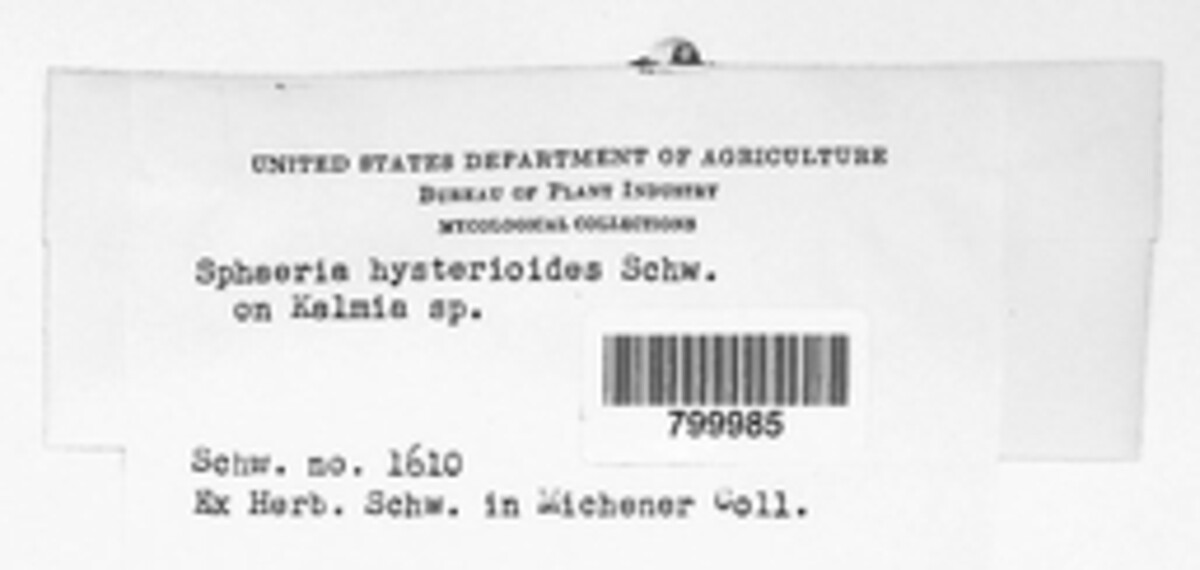 UNITED STATES DEPARTMENT OF AGRICULTURE
BUREAU OF PLANT INDUSTRY
MYCOLOGICAL COLLECTIONS
Sphaeria hysterioides Schw.
on Kalmia sp.
799985
Schw. no. 1610
Ex Herb. Schw. in Michener Coll.